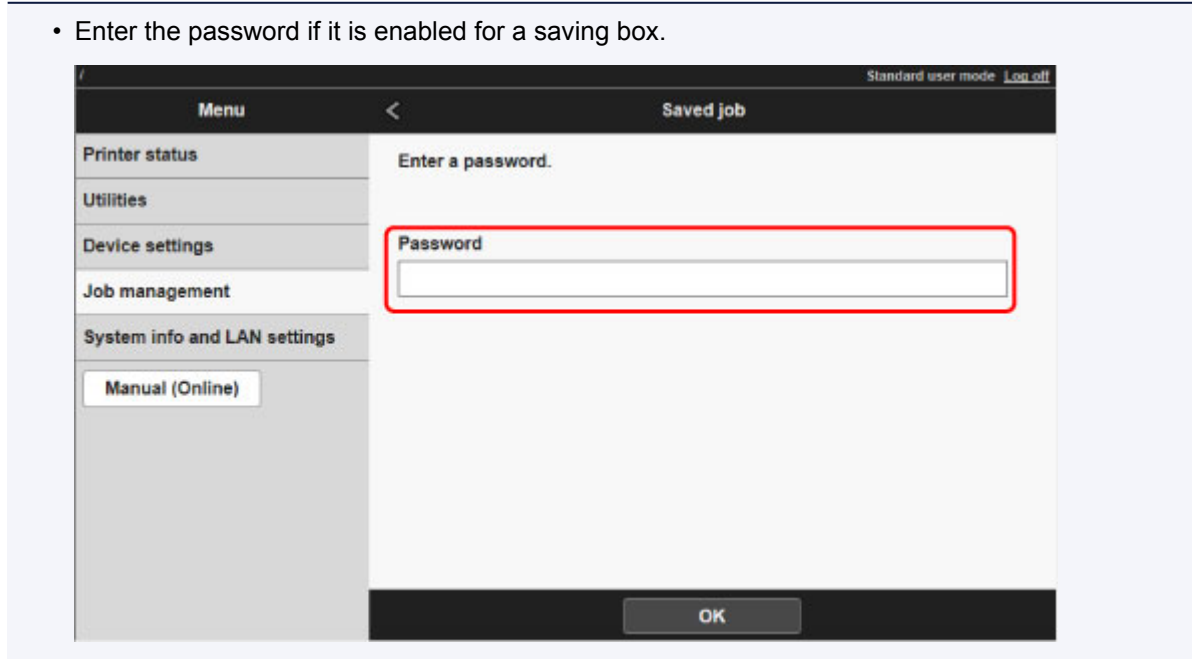 • Enter the password if it is enabled for a saving box.
/
Standard user mode Log off
Menu
< Saved job
Printer status
Enter a password.
Utilities
Device settings
Password
Job management
System info and LAN settings
Manual (Online)
OK